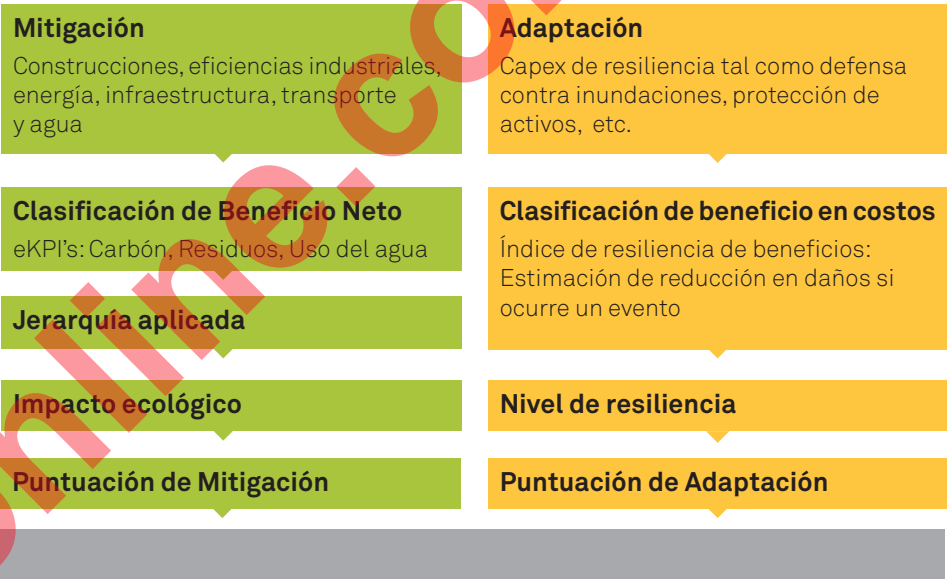 Mitigación
Construcciones, eficiencias industriales,
energía, infraestructura, transporte
y agua
Clasificación de Beneficio Neto
eKPI's: Carbón, Residuos, Uso del agua
Jerarquía aplicada
Impacto ecológico
Puntuación de Mitigación
Adaptación
Capex de resiliencia tal como defensa
contra inundaciones, protección de
activos, etc.
Clasificación de beneficio en costos
Índice de resiliencia de beneficios:
Estimación de reducción en daños si
ocurre un evento
Nivel de resiliencia
Puntuación de Adaptación
online.co